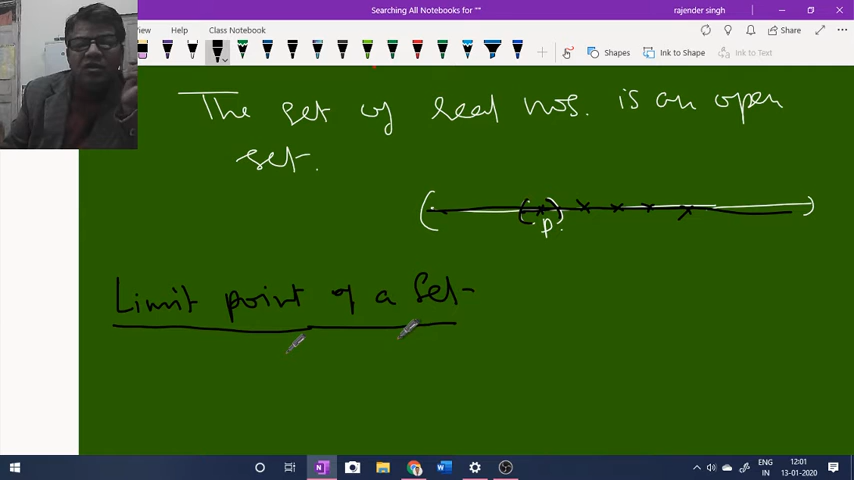 Searching All Notebooks for ""
rajender singh
View
Help
Class Notebook
Share
Shapes
Ink to Shape
Ink to Text
The set of real nos. is an open
set.
p.
Limit point of a Set-
ENG
IN
12:01
13-01-2020